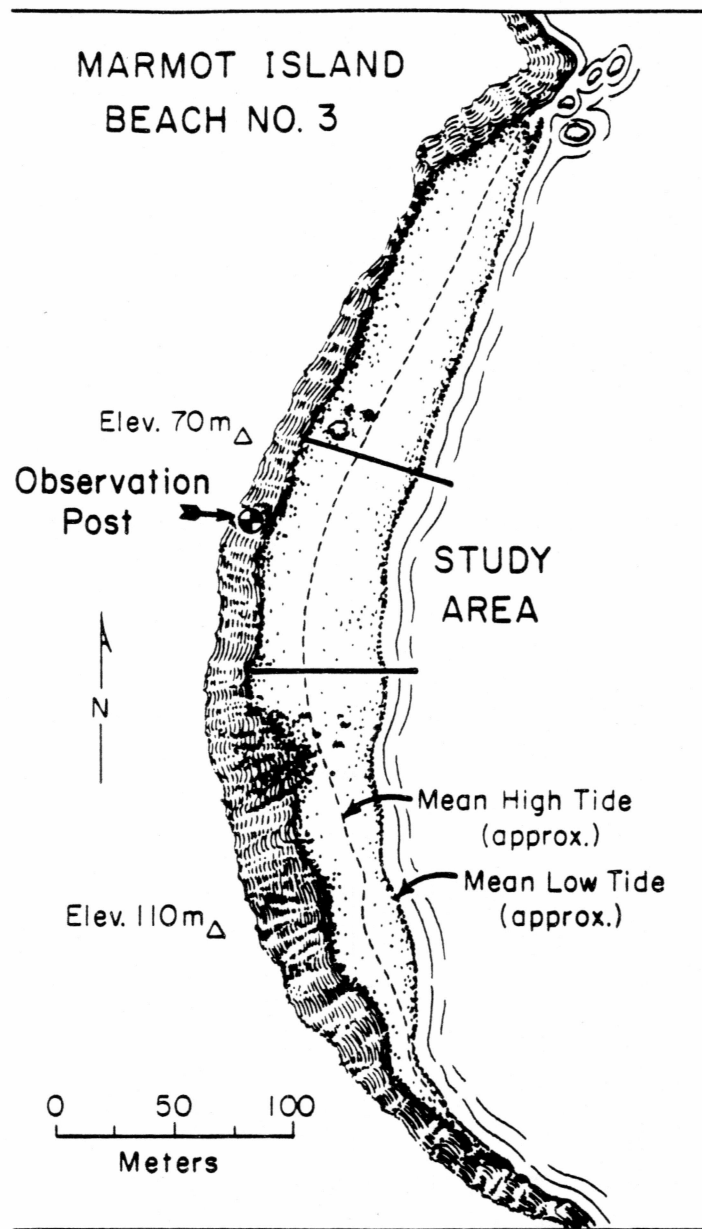 MARMOT ISLAND
BEACH NO. 3
Elev. 70m
Observation
Post
STUDY
AREA
N
Mean High Tide
(approx.)
Mean Low Tide
(approx.)
Elev. 110m
0 50 100
Meters